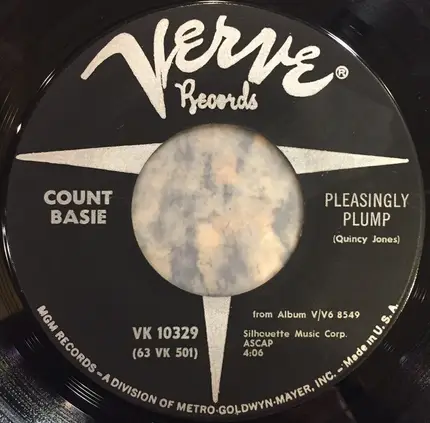 Verve®
Records
COUNT
BASIE
PLEASINGLY
PLUMP
(Quincy Jones)
from Album V/V6 8549
VK 10329
(63 VK 501)
Silhouette Music Corp.
ASCAP
4:06
MGM RECORDS – A DIVISION OF METRO-GOLDWYN-MAYER, INC. – Made in U.S.A.